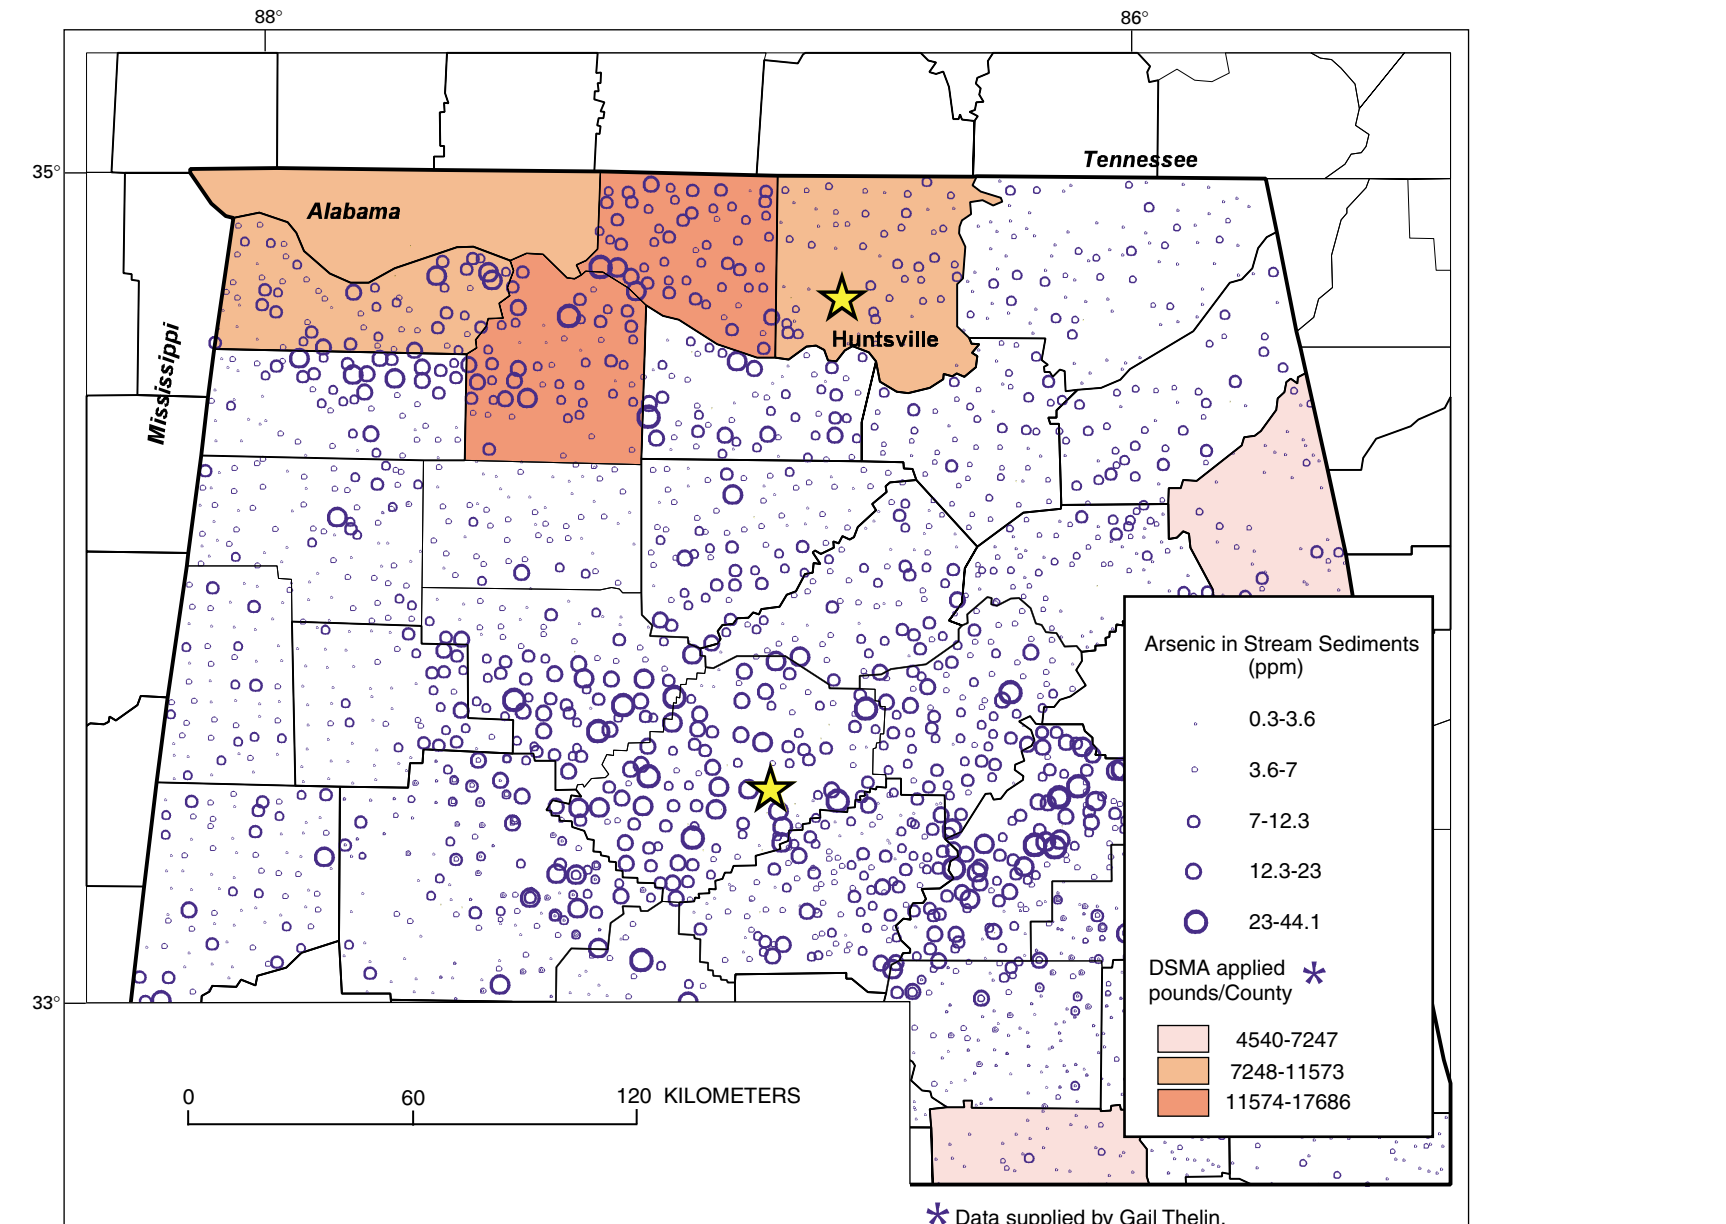 88°
86°
35°
Tennessee
Alabama
Huntsville
Mississippi
Arsenic in Stream Sediments
(ppm)
0.3-3.6
3.6-7
7-12.3
12.3-23
23-44.1
DSMA applied
pounds/County *
33°
4540-7247
7248-11573
11574-17686
0 60 120 KILOMETERS
* Data supplied by Gail Thelin,